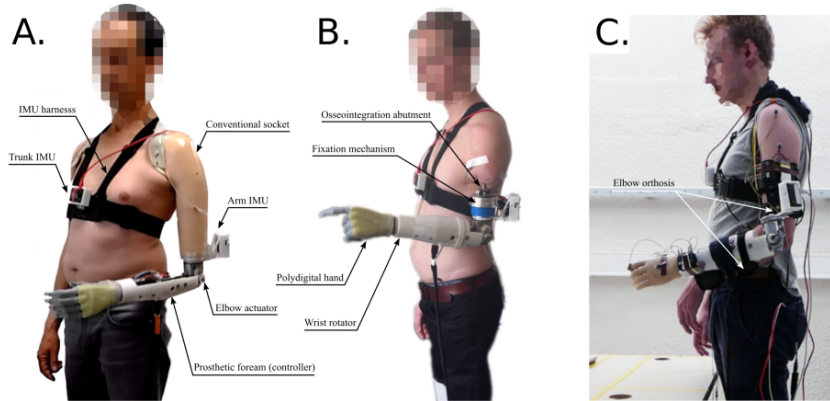 A.
B.
C.
IMU harnesss
Conventional socket
Trunk IMU
Arm IMU
Elbow actuator
Prosthetic foream (controller)
Osseointegration abutment
Fixation mechanism
Polydigital hand
Wrist rotator
Elbow orthosis